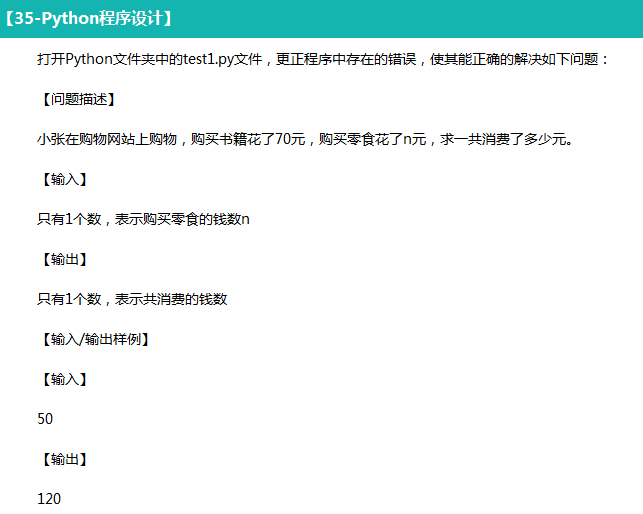 【35-Python程序设计】
打开Python文件夹中的test1.py文件，更正程序中存在的错误，使其能正确的解决如下问题：
【问题描述】
小张在购物网站上购物，购买书籍花了70元，购买零食花了n元，求一共消费了多少元。
【输入】
只有1个数，表示购买零食的钱数n
【输出】
只有1个数，表示共消费的钱数
【输入/输出样例】
【输入】
50
【输出】
120